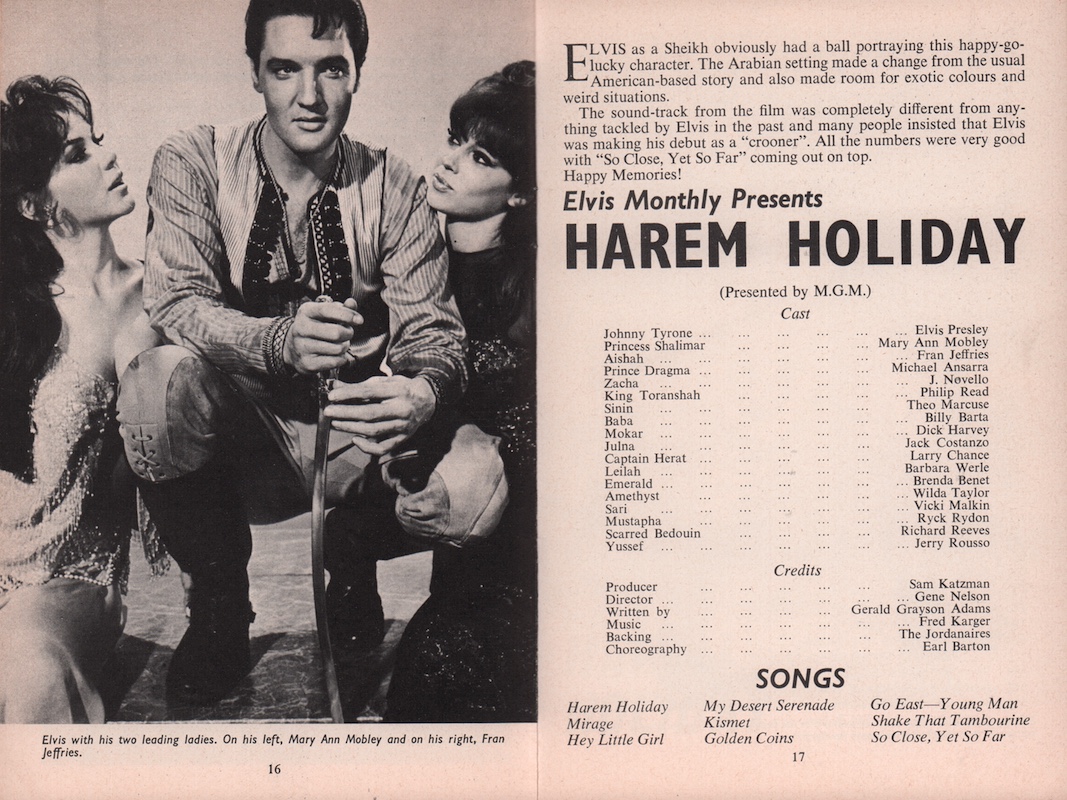 Elvis with his two leading ladies. On his left, Mary Ann Mobley and on his right, Fran
Jeffries.
16
ELVIS as a Sheikh obviously had a ball portraying this happy-go-
lucky character. The Arabian setting made a change from the usual
American-based story and also made room for exotic colours and
weird situations.
The sound-track from the film was completely different from any-
thing tackled by Elvis in the past and many people insisted that Elvis
was making his debut as a “crooner”. All the numbers were very good
with “So Close, Yet So Far” coming out on top.
Happy Memories!
Elvis Monthly Presents
HAREM HOLIDAY
(Presented by M.G.M.)
Cast
Johnny Tyrone ... ... ... ... ... ... Elvis Presley
Princess Shalimar ... ... ... ... Mary Ann Mobley
Aishah ... ... ... ... ... ... Fran Jeffries
Prince Dragma ... ... ... ... ... Michael Ansarra
Zacha ... ... ... ... ... ... J. Novello
King Toranshah ... ... ... ... Philip Read
Sinin ... ... ... ... ... ... Theo Marcuse
Baba ... ... ... ... ... ... Billy Barta
Mokar ... ... ... ... ... ... Dick Harvey
Julna ... ... ... ... ... ... Jack Costanzo
Captain Herat ... ... ... ... ... Larry Chance
Leilah ... ... ... ... ... ... Barbara Werle
Emerald ... ... ... ... ... ... ... Brenda Benet
Amethyst ... ... ... ... ... ... Wilda Taylor
Sari ... ... ... ... ... ... ... Vicki Malkin
Mustapha ... ... ... ... ... ... Ryck Rydon
Scarred Bedouin ... ... ... ... ... Richard Reeves
Yussef ... ... ... ... ... ... ... Jerry Rousso
Credits
Producer ... ... ... ... ... Sam Katzman
Director ... ... ... ... ... ... ... Gene Nelson
Written by ... ... ... ... ... Gerald Grayson Adams
Music ... ... ... ... ... ... ... Fred Karger
Backing ... ... ... ... ... ... The Jordanaires
Choreography ... ... ... ... ... ... Earl Barton
SONGS
Harem Holiday My Desert Serenade Go East—Young Man
Mirage Kismet Shake That Tambourine
Hey Little Girl Golden Coins So Close, Yet So Far
17